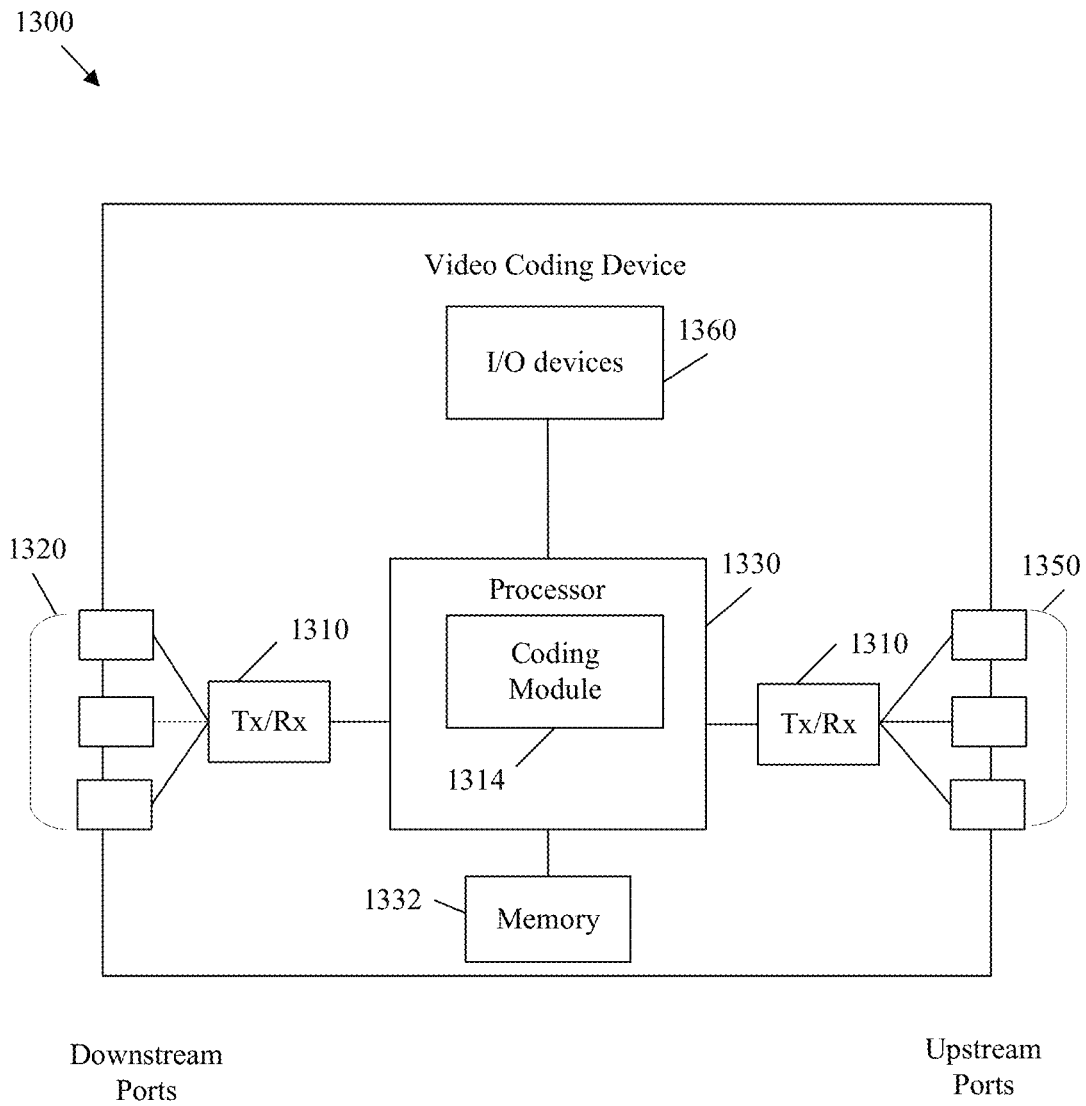 1300
Video Coding Device
I/O devices
1360
1320
1310
Processor
1330
Coding
Module
1314
1310
1350
Tx/Rx
Tx/Rx
1332
Memory
Downstream
Ports
Upstream
Ports